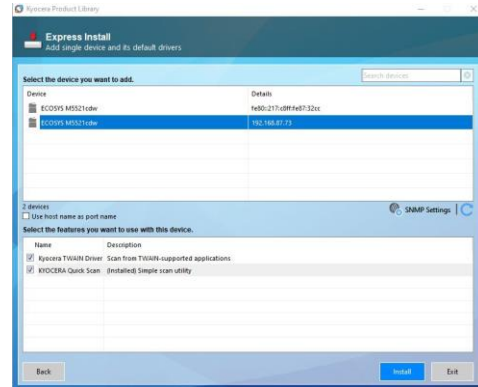 Kyocera Product Library
Express Install
Add single device and its default drivers
Select the device you want to add.
Search devices
Device Details
ECOSYS M5521cdw fe80::217:c8ff:fe87:32cc
ECOSYS M5521cdw 192.168.87.73
2 devices
SNMP Settings
Use host name as port name
Select the features you want to use with this device.
Name Description
Kyocera TWAIN Driver Scan from TWAIN-supported applications
KYOCERA Quick Scan (Installed) Simple scan utility
Back Install Exit